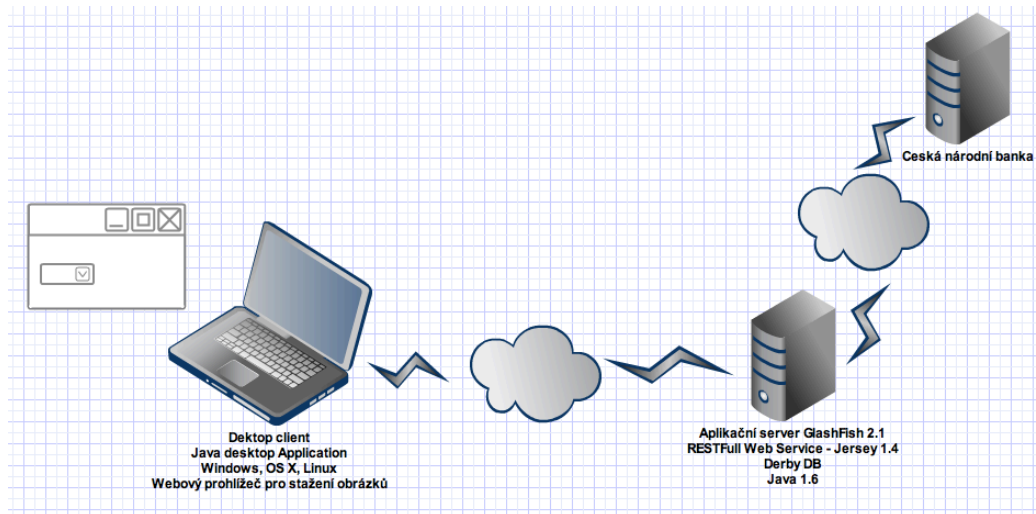 Ceská národní banka
Dektop client
Java desktop Application
Windows, OS X, Linux
Webový prohlížeč pro stažení obrázků
Aplikační server GlashFish 2.1
RESTFull Web Service - Jersey 1.4
Derby DB
Java 1.6